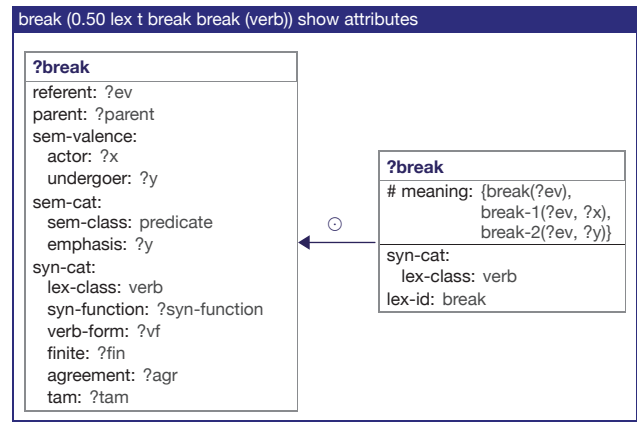 break (0.50 lex t break break (verb)) show attributes
?break
referent: ?ev
parent: ?parent
sem-valence:
actor: ?x
undergoer: ?y
sem-cat:
sem-class: predicate
emphasis: ?y
syn-cat:
lex-class: verb
syn-function: ?syn-function
verb-form: ?vf
finite: ?fin
agreement: ?agr
tam: ?tam
⊙
?break
# meaning: {break(?ev),
break-1(?ev, ?x),
break-2(?ev, ?y)}
syn-cat:
lex-class: verb
lex-id: break